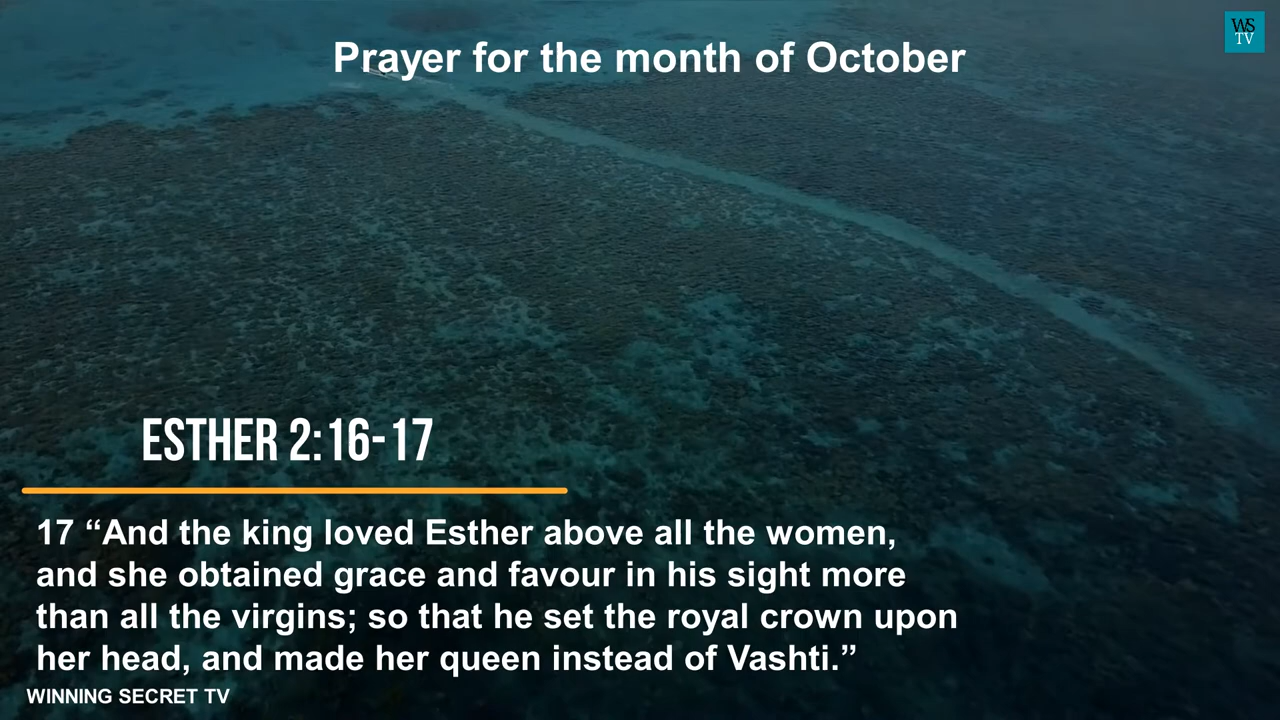 WS
TV
Prayer for the month of October
ESTHER 2:16-17
17 “And the king loved Esther above all the women,
and she obtained grace and favour in his sight more
than all the virgins; so that he set the royal crown upon
her head, and made her queen instead of Vashti.”
WINNING SECRET TV